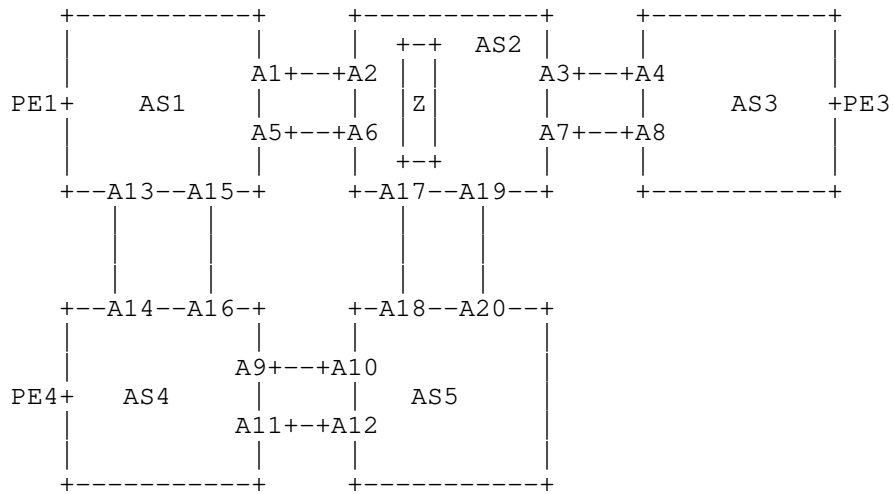 AS2
A1 A2 A3 A4
PE1 AS1 Z AS3 PE3
A5 A6 A7 A8
A13 A15 A17 A19
A14 A16 A18 A20
A9 A10
PE4 AS4 AS5
A11 A12